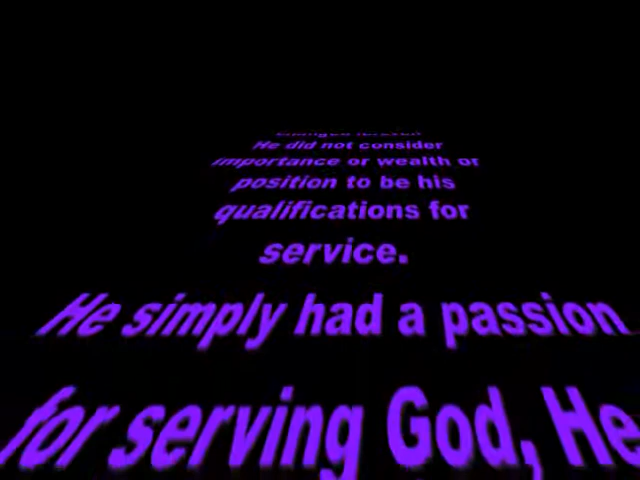 He did not consider
importance or wealth or
position to be his
qualifications for
service.
He simply had a passion
for serving God, He